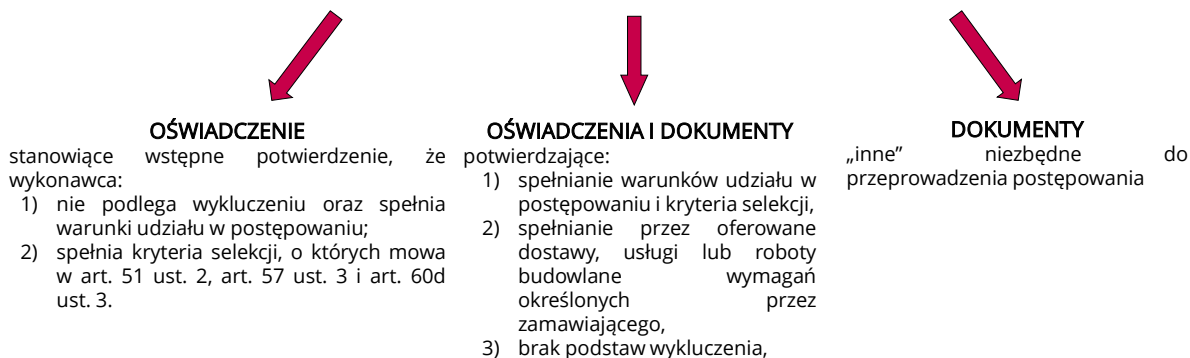 OŚWIADCZENIE
stanowiące wstępne potwierdzenie, że
wykonawca:
1) nie podlega wykluczeniu oraz spełnia
warunki udziału w postępowaniu;
2) spełnia kryteria selekcji, o których mowa
w art. 51 ust. 2, art. 57 ust. 3 i art. 60d
ust. 3.
OŚWIADCZENIA I DOKUMENTY
potwierdzające:
1) spełnianie warunków udziału w
postępowaniu i kryteria selekcji,
2) spełnianie przez oferowane
dostawy, usługi lub roboty
budowlane wymagań
określonych przez
zamawiającego,
3) brak podstaw wykluczenia,
DOKUMENTY
„inne” niezbędne do
przeprowadzenia postępowania